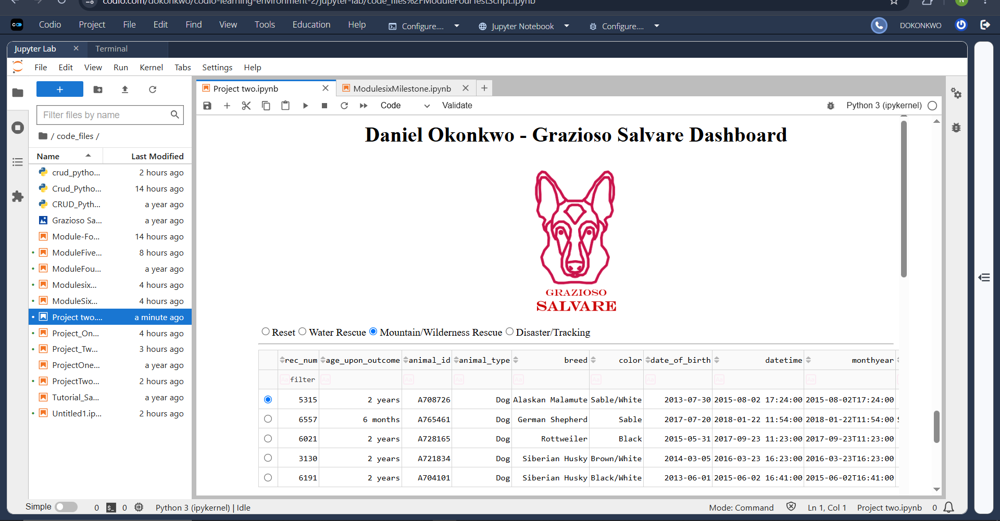 codio.com/dokonkwo/codio-learning-environment-2/jupyter-lab/code_files%2FModuleFourTestScript.ipynb
Codio Project File Edit Find View Tools Education Help Configure.... Jupyter Notebook Configure.... DOKONKWO
Jupyter Lab Terminal
File Edit View Run Kernel Tabs Settings Help
Project two.ipynb ModulesixMilestone.ipynb
Code Validate Python 3 (ipykernel)
Filter files by name
/ code_files /
Name Last Modified
crud_pytho... 2 hours ago
Crud_Pytho... 14 hours ago
CRUD_Pyth... a year ago
Grazioso Sa... a year ago
Module-Fo... 14 hours ago
ModuleFive... 8 hours ago
ModuleFou... a year ago
Modulesix... 4 hours ago
ModuleSix... 4 hours ago
Project two.... a minute ago
Project_On... 4 hours ago
Project_Tw... 3 hours ago
ProjectOne... a year ago
ProjectTwo... 2 hours ago
Tutorial_Sa... a year ago
Untitled1.ip... 2 hours ago
Daniel Okonkwo - Grazioso Salvare Dashboard
GRAZIOSO
SALVARE
Reset Water Rescue Mountain/Wilderness Rescue Disaster/Tracking
rec_num age_upon_outcome animal_id animal_type breed color date_of_birth datetime monthyear
Aa filter Aa Aa Aa Aa Aa Aa Aa Aa
5315 2 years A708726 Dog Alaskan Malamute Sable/White 2013-07-30 2015-08-02 17:24:00 2015-08-02T17:24:00
6557 6 months A765461 Dog German Shepherd Sable 2017-07-20 2018-01-22 11:54:00 2018-01-22T11:54:00
6021 2 years A728165 Dog Rottweiler Black 2015-05-31 2017-09-23 11:23:00 2017-09-23T11:23:00
3130 2 years A721834 Dog Siberian Husky Brown/White 2014-03-05 2016-03-23 16:23:00 2016-03-23T16:23:00
6191 2 years A704101 Dog Siberian Husky Black/White 2013-06-01 2015-06-02 16:41:00 2015-06-02T16:41:00
Simple 0 0 Python 3 (ipykernel) | Idle Mode: Command Ln 1, Col 1 Project two.ipynb 0